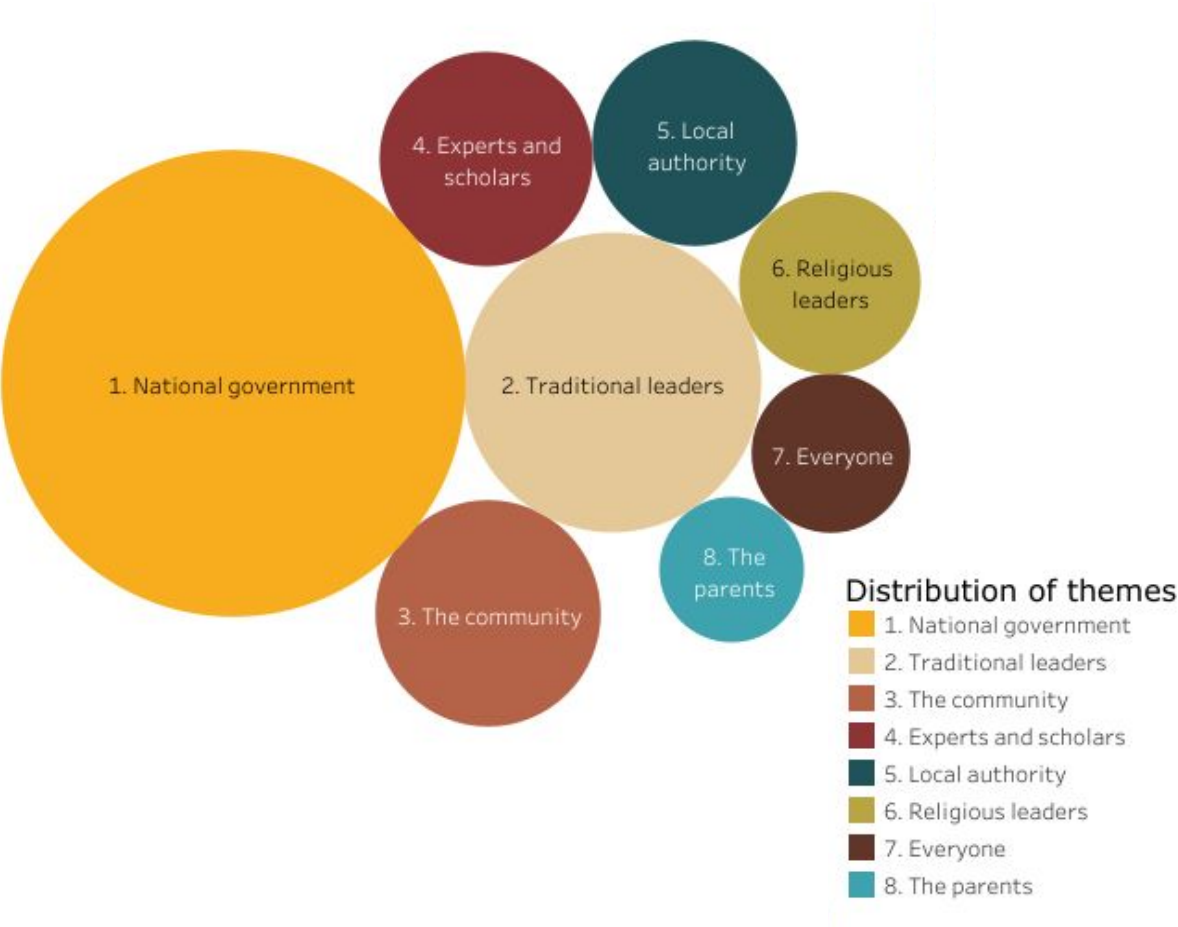 4. Experts and
scholars
5. Local
authority
6. Religious
leaders
1. National government
2. Traditional leaders
7. Everyone
8. The
parents
3. The community
Distribution of themes
1. National government
2. Traditional leaders
3. The community
4. Experts and scholars
5. Local authority
6. Religious leaders
7. Everyone
8. The parents